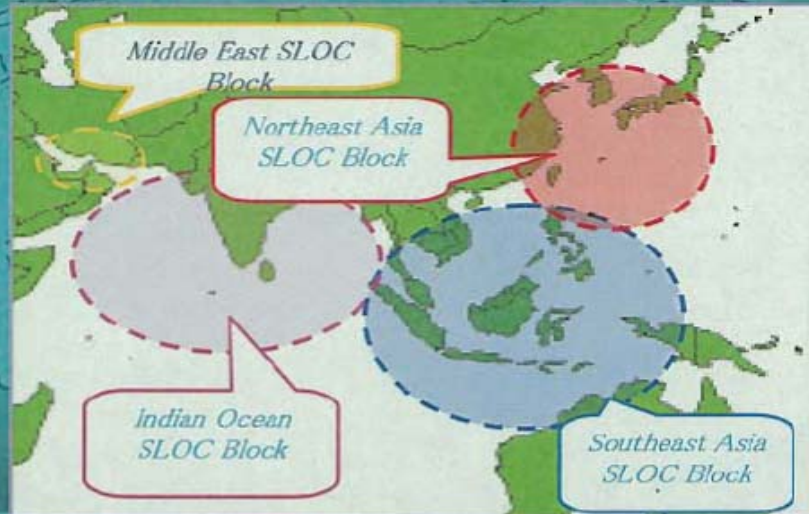 Middle East SLOC
Block
Northeast Asia
SLOC Block
Indian Ocean
SLOC Block
Southeast Asia
SLOC Block